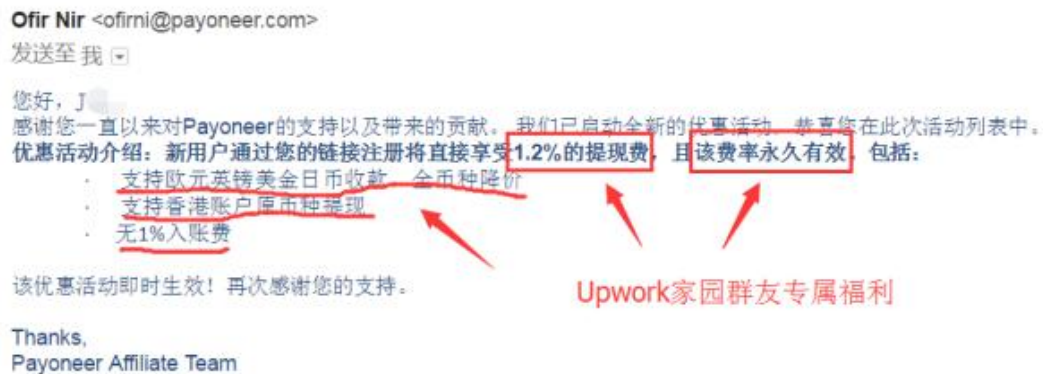 Ofir Nir <ofirni@payoneer.com>
发送至 我
您好，J
感谢您一直以来对Payoneer的支持以及带来的贡献。 我们已启动全新的优惠活动，恭喜您在此次活动列表中。
优惠活动介绍：新用户通过您的链接注册将直接享受1.2%的提现费，且该费率永久有效，包括：
· 支持欧元英镑美金日币收款，全币种降价
· 支持香港账户原币种提现
· 无1%入账费
该优惠活动即时生效！再次感谢您的支持。
Upwork家园群友专属福利
Thanks,
Payoneer Affiliate Team